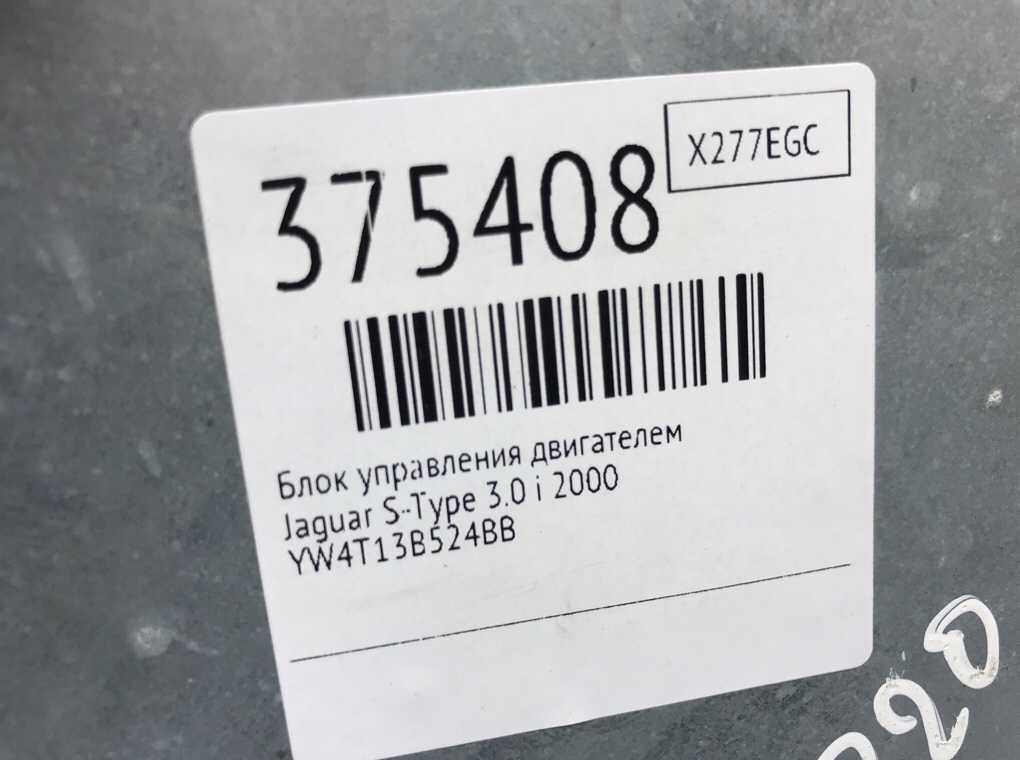 X277EGC
375408
Блок управления двигателем
Jaguar S-Type 3.0 i 2000
YW4T13B524BB